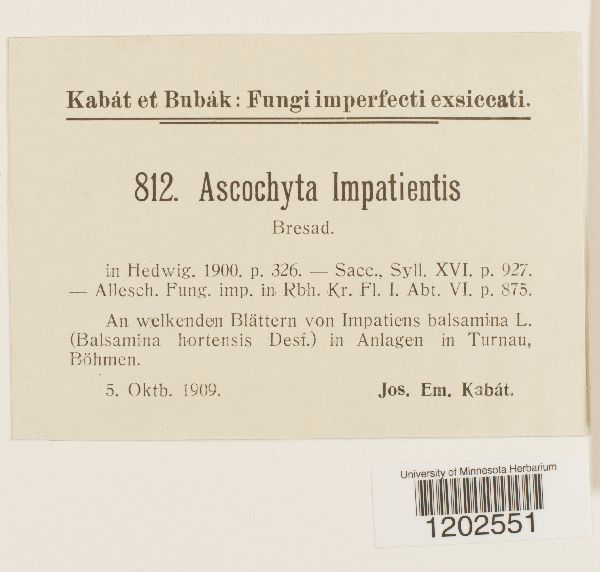 Kabát et Bubák: Fungi imperfecti exsiccati.
812. Ascochyta Impatientis
Bresad.
in Hedwig. 1900. p. 326. — Sacc., Syll. XVI. p. 927.
— Allesch. Fung. imp. in Rbh. Kr. Fl. I. Abt. VI. p. 875.
An welkenden Blättern von Impatiens balsamina L.
(Balsamina hortensis Desf.) in Anlagen in Turnau,
Böhmen.
5. Oktb. 1909. Jos. Em. Kabát.
University of Minnesota Herbarium
1202551